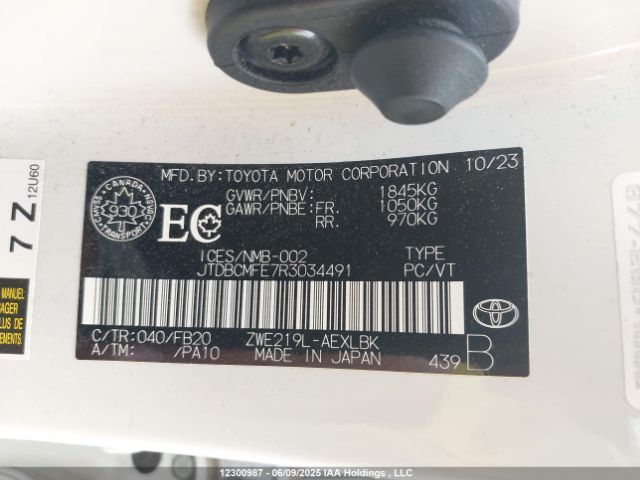 MFD.BY:TOYOTA MOTOR CORPORATION 10/23
GVWR/PNBV: 1845KG
GAWR/PNBE:FR. 1050KG
RR. 970KG
CANADA
930
TRANSPORT
EC
ICES/NMB-002 TYPE
JTDBCMFE7R3034491 PC/VT
C/TR:040/FB20 ZWE219L-AEXLBK
A/TM: /PA10 MADE IN JAPAN 439 B
7 Z 12U60
MANUEL
12300987 - 06/09/2025 IAA Holdings , LLC